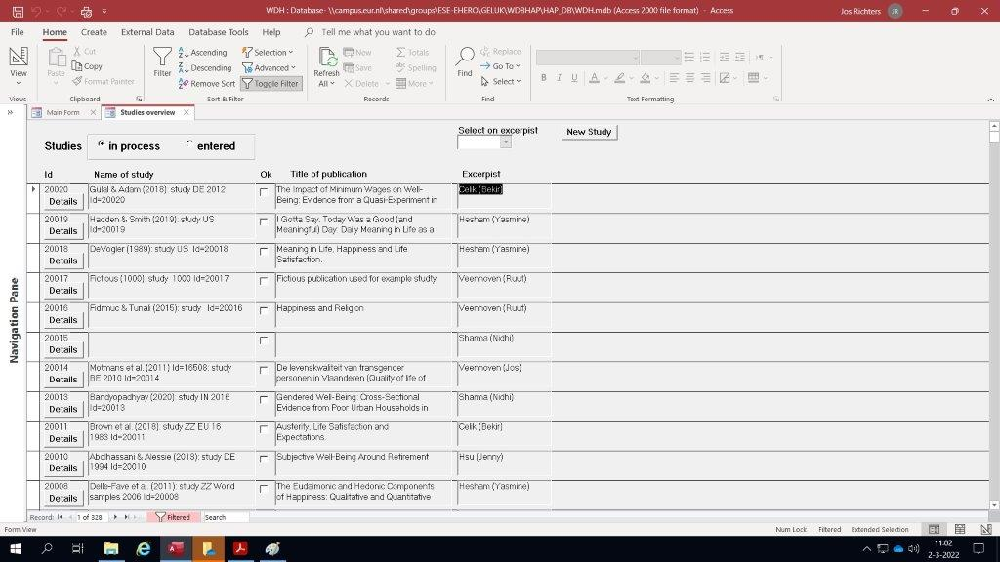 WDH : Database- \\campus.eur.nl\shared\groups\ESE-EHERO\GELUK\WDBHAP\HAP_DB\WDH.mdb (Access 2000 file format) - Access
Jos Richters JR
File Home Create External Data Database Tools Help Tell me what you want to do
View
Views
Paste
Cut
Copy
Format Painter
Clipboard
Filter
Ascending
Descending
Remove Sort
Selection
Advanced
Toggle Filter
Sort & Filter
Refresh
All
New
Save
Delete
Totals
Spelling
More
Records
Find
Replace
Go To
Select
Find
B I U A
Text Formatting
Main Form Studies overview
Navigation Pane
Studies in process entered
Select on excerpist
New Study
Id Name of study Ok Title of publication Excerpist
20020 Gülal & Adam (2018): study DE 2012 The Impact of Minimum Wages on Well- Celik (Bekir)
Details Id=20020 Being: Evidence from a Quasi-Experiment in
20019 Hadden & Smith (2019): study US I Gotta Say, Today Was a Good (and Hesham (Yasmine)
Details Id=20019 Meaningful) Day: Daily Meaning in Life as a
20018 DeVogler (1989): study US Id=20018 Meaning in Life, Happiness and Life Hesham (Yasmine)
Details Satisfaction.
20017 Fictious (1000): study 1000 Id=20017 Fictious publication used for example studty Veenhoven (Ruut)
Details
20016 Fidrmuc & Tunali (2015): study Id=20016 Happiness and Religion Veenhoven (Ruut)
Details
20015 Sharma (Nidhi)
Details
20014 Motmans et al. (2011) Id=16508: study De levenskwaliteit van transgender Veenhoven (Jos)
Details BE 2010 Id=20014 personen in Vlaanderen (Quality of life of
20013 Bandyopadhyay (2020): study IN 2016 Gendered Well-Being: Cross-Sectional Sharma (Nidhi)
Details Id=20013 Evidence from Poor Urban Households in
20011 Brown et al. (2018): study ZZ EU 16 Austerity, Life Satisfaction and Celik (Bekir)
Details 1983 Id=20011 Expectations.
20010 Abolhassani & Alessie (2013): study DE Subjective Well-Being Around Retirement Hsu (Jenny)
Details 1994 Id=20010
20008 Delle-Fave et al. (2011): study ZZ World The Eudaimonic and Hedonic Components Hesham (Yasmine)
Details samples 2006 Id=20008 of Happiness: Qualitative and Quantitative
Record: 1 of 328 Filtered Search
Form View Num Lock Filtered Extended Selection
11:02
2-3-2022